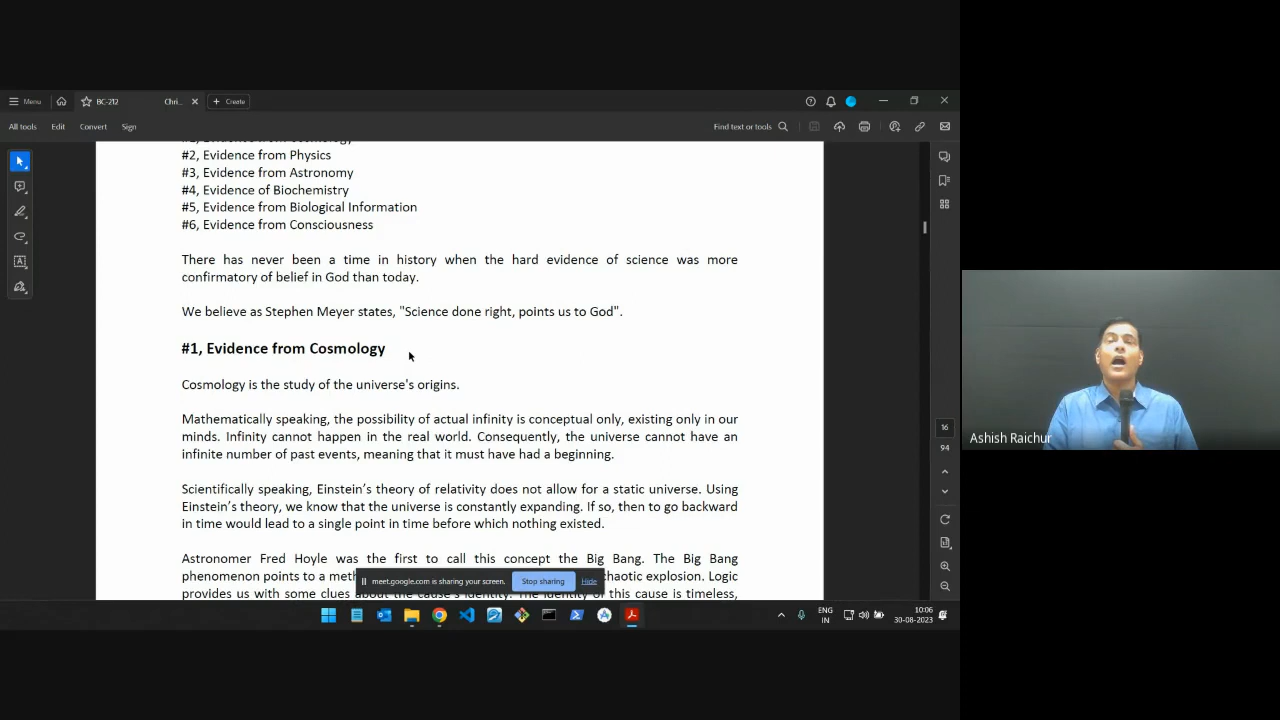 Menu
BC-212
Chri...
Create
All tools
Edit
Convert
Sign
Find text or tools
#2, Evidence from Physics
#3, Evidence from Astronomy
#4, Evidence of Biochemistry
#5, Evidence from Biological Information
#6, Evidence from Consciousness
There has never been a time in history when the hard evidence of science was more
confirmatory of belief in God than today.
We believe as Stephen Meyer states, "Science done right, points us to God".
#1, Evidence from Cosmology
Cosmology is the study of the universe's origins.
Mathematically speaking, the possibility of actual infinity is conceptual only, existing only in our
minds. Infinity cannot happen in the real world. Consequently, the universe cannot have an
infinite number of past events, meaning that it must have had a beginning.
Scientifically speaking, Einstein's theory of relativity does not allow for a static universe. Using
Einstein's theory, we know that the universe is constantly expanding. If so, then to go backward
in time would lead to a single point in time before which nothing existed.
Astronomer Fred Hoyle was the first to call this concept the Big Bang. The Big Bang
phenomenon points to a meth chaotic explosion. Logic
provides us with some clues about the cause's identity. The identity of this cause is timeless,
meet.google.com is sharing your screen.
Stop sharing
Hide
16
94
Ashish Raichur
ENG
IN
10:06
30-08-2023